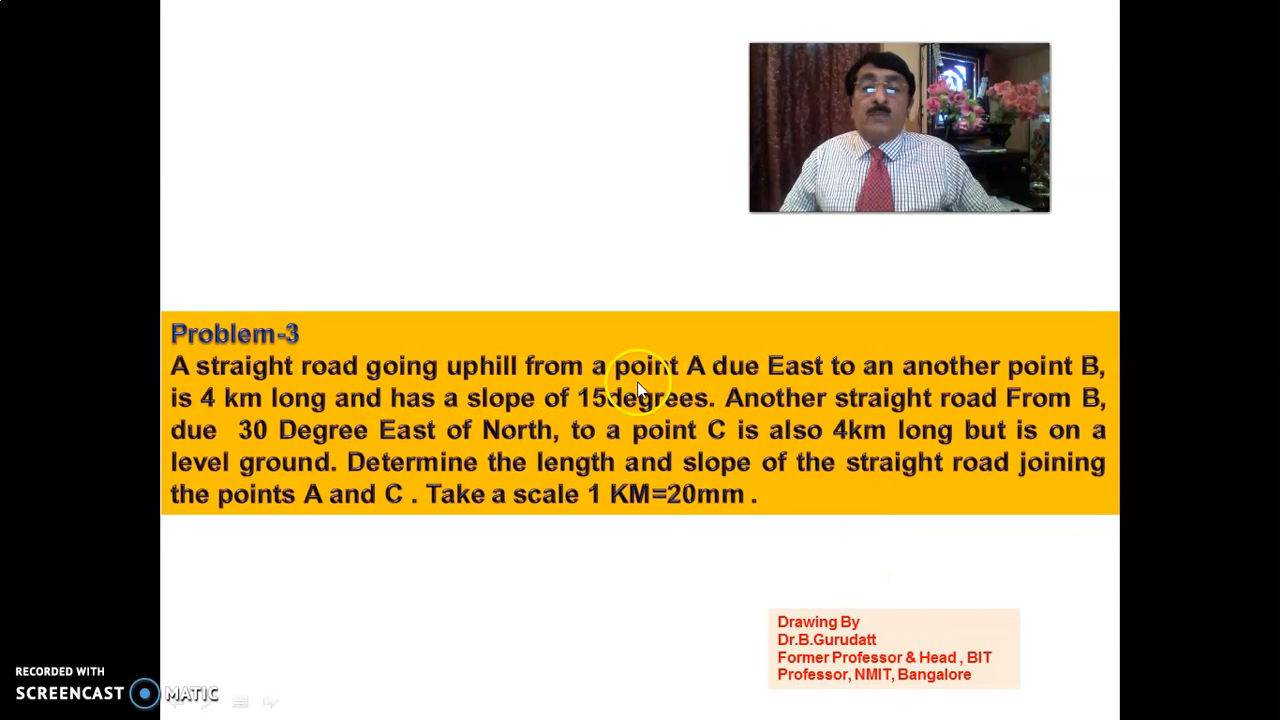 Problem-3
A straight road going uphill from a point A due East to an another point B,
is 4 km long and has a slope of 15degrees. Another straight road From B,
due 30 Degree East of North, to a point C is also 4km long but is on a
level ground. Determine the length and slope of the straight road joining
the points A and C . Take a scale 1 KM=20mm .
Drawing By
Dr.B.Gurudatt
Former Professor & Head , BIT
Professor, NMIT, Bangalore
RECORDED WITH
SCREENCAST MATIC